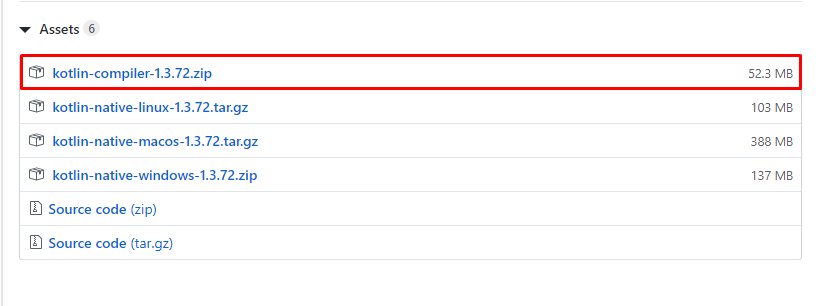 Assets 6
kotlin-compiler-1.3.72.zip 52.3 MB
kotlin-native-linux-1.3.72.tar.gz 103 MB
kotlin-native-macos-1.3.72.tar.gz 388 MB
kotlin-native-windows-1.3.72.zip 137 MB
Source code (zip)
Source code (tar.gz)